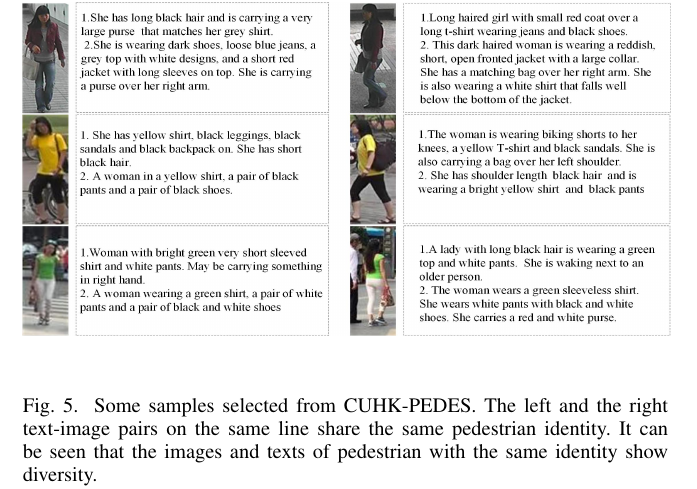 1.She has long black hair and is carrying a very
large purse that matches her grey shirt.
2.She is wearing dark shoes, loose blue jeans, a
grey top with white designs, and a short red
jacket with long sleeves on top. She is carrying
a purse over her right arm.
1.Long haired girl with small red coat over a
long t-shirt wearing jeans and black shoes.
2. This dark haired woman is wearing a reddish,
short, open fronted jacket with a large collar.
She has a matching bag over her right arm. She
is also wearing a white shirt that falls well
below the bottom of the jacket.
1. She has yellow shirt, black leggings, black
sandals and black backpack on. She has short
black hair.
2. A woman in a yellow shirt, a pair of black
pants and a pair of black shoes.
1.The woman is wearing biking shorts to her
knees, a yellow T-shirt and black sandals. She is
also carrying a bag over her left shoulder.
2. She has shoulder length black hair and is
wearing a bright yellow shirt and black pants
1.Woman with bright green very short sleeved
shirt and white pants. May be carrying something
in right hand.
2. A woman wearing a green shirt, a pair of white
pants and a pair of black and white shoes
1.A lady with long black hair is wearing a green
top and white pants. She is waking next to an
older person.
2. The woman wears a green sleeveless shirt.
She wears white pants with black and white
shoes. She carries a red and white purse.
Fig. 5. Some samples selected from CUHK-PEDES. The left and the right
text-image pairs on the same line share the same pedestrian identity. It can
be seen that the images and texts of pedestrian with the same identity show
diversity.